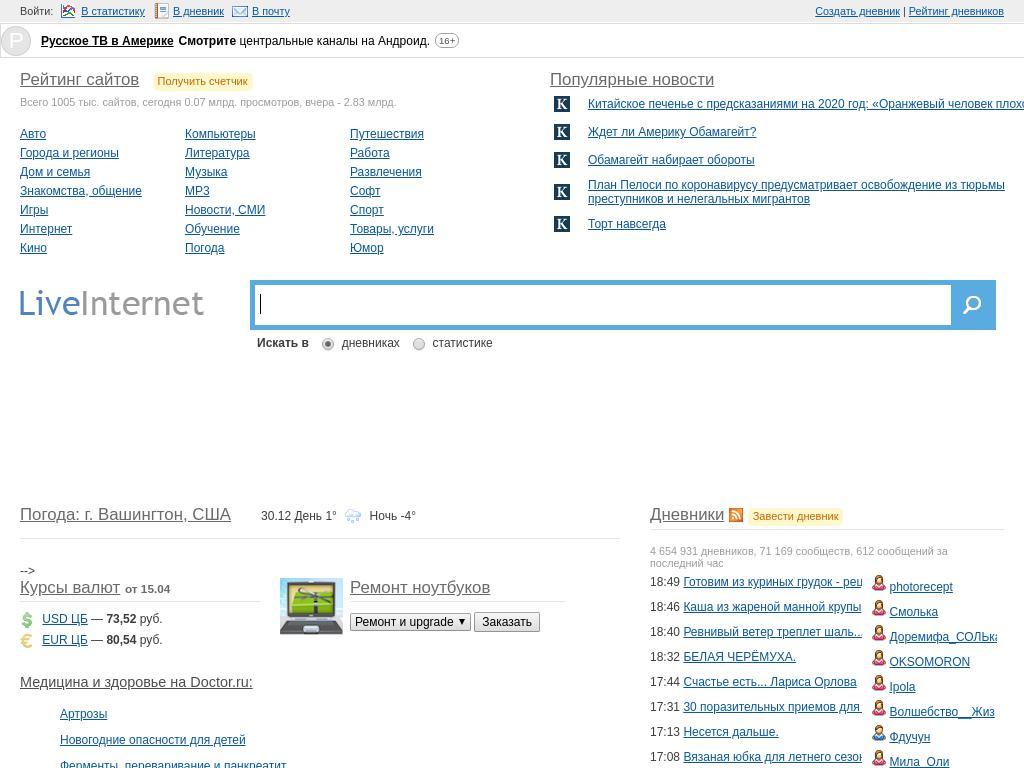 Войти: В статистику В дневник В почту Создать дневник | Рейтинг дневников
Р Русское ТВ в Америке Смотрите центральные каналы на Андроид. 16+
Рейтинг сайтов Получить счетчик
Всего 1005 тыс. сайтов, сегодня 0.07 млрд. просмотров, вчера - 2.83 млрд.
Авто Компьютеры Путешествия
Города и регионы Литература Работа
Дом и семья Музыка Развлечения
Знакомства, общение MP3 Софт
Игры Новости, СМИ Спорт
Интернет Обучение Товары, услуги
Кино Погода Юмор
Популярные новости
K Китайское печенье с предсказаниями на 2020 год: «Оранжевый человек плохо
K Ждет ли Америку Обамагейт?
K Обамагейт набирает обороты
K План Пелоси по коронавирусу предусматривает освобождение из тюрьмы
преступников и нелегальных мигрантов
K Торт навсегда
LiveInternet
Искать в дневниках статистике
Погода: г. Вашингтон, США 30.12 День 1° Ночь -4°
-->
Курсы валют от 15.04
$ USD ЦБ — 73,52 руб.
€ EUR ЦБ — 80,54 руб.
Ремонт ноутбуков
Ремонт и upgrade ▼ Заказать
Медицина и здоровье на Doctor.ru:
Артрозы
Новогодние опасности для детей
Ферменты, переваривание и панкреатит
Дневники Завести дневник
4 654 931 дневников, 71 169 сообществ, 612 сообщений за
последний час
18:49 Готовим из куриных грудок - рец photorecept
18:46 Каша из жареной манной крупы Смолька
18:40 Ревнивый ветер треплет шаль... Доремифа_СОЛЬка
18:32 БЕЛАЯ ЧЕРЁМУХА. OKSOMORON
17:44 Счастье есть... Лариса Орлова Ipola
17:31 30 поразительных приемов для Волшебство__Жиз
17:13 Несется дальше. Фдучун
17:08 Вязаная юбка для летнего сезон Мила_Оли